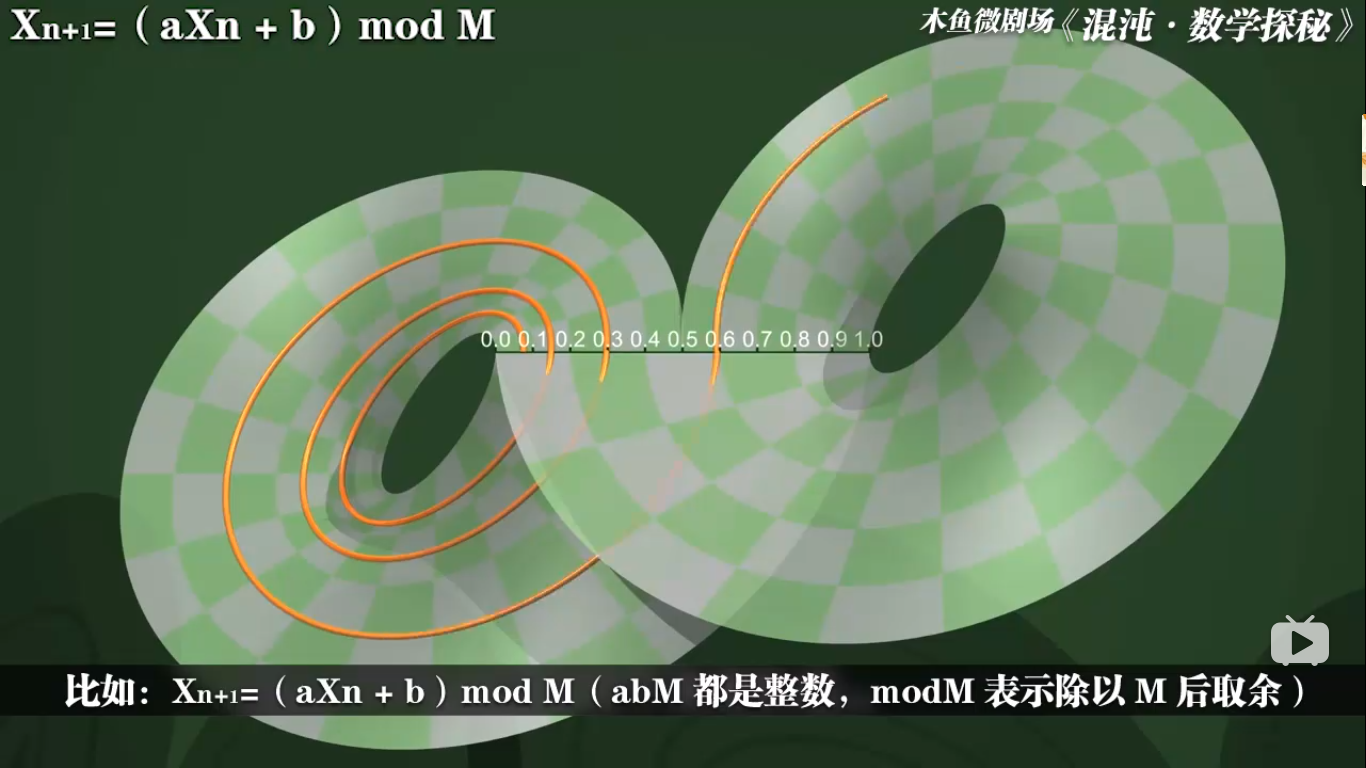 Xn+1=（aXn + b）mod M
木鱼微剧场《混沌·数学探秘》
0.0 0.1 0.2 0.3 0.4 0.5 0.6 0.7 0.8 0.9 1.0
比如：Xn+1=（aXn + b）mod M（abM 都是整数，modM 表示除以 M 后取余）